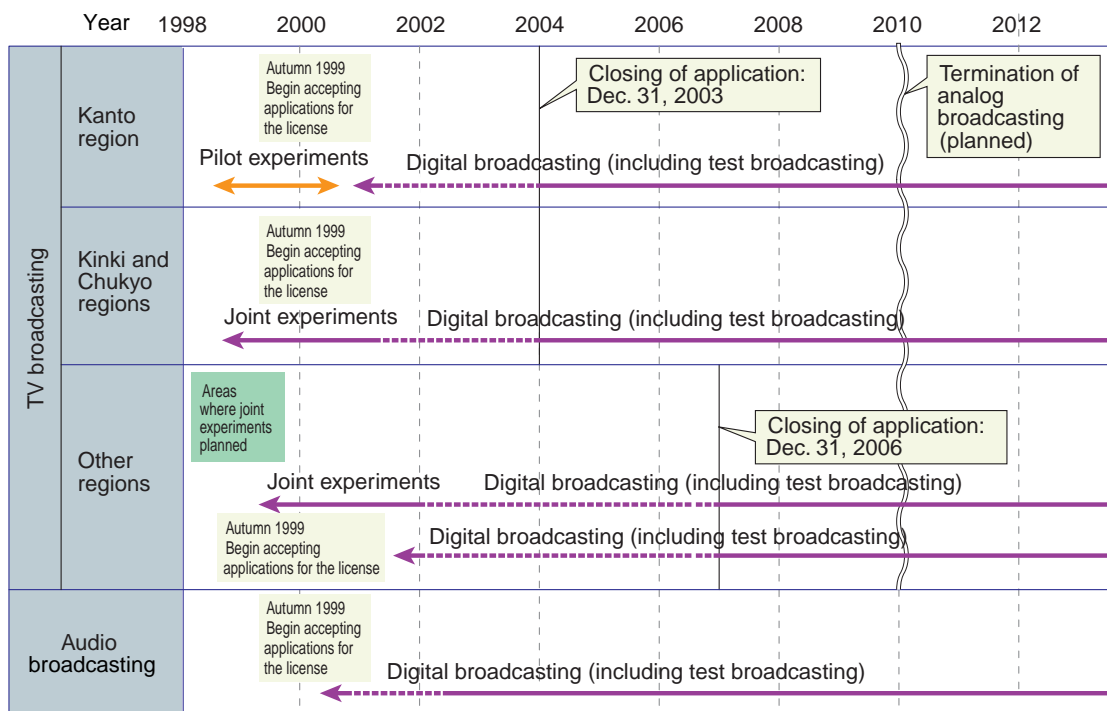 Year 1998 2000 2002 2004 2006 2008 2010 2012
TV broadcasting
Kanto
region
Autumn 1999
Begin accepting
applications for
the license
Closing of application:
Dec. 31, 2003
Termination of
analog
broadcasting
(planned)
Pilot experiments
Digital broadcasting (including test broadcasting)
Kinki and
Chukyo
regions
Autumn 1999
Begin accepting
applications for
the license
Joint experiments
Digital broadcasting (including test broadcasting)
Other
regions
Areas
where joint
experiments
planned
Closing of application:
Dec. 31, 2006
Joint experiments
Digital broadcasting (including test broadcasting)
Autumn 1999
Begin accepting
applications for the license
Digital broadcasting (including test broadcasting)
Audio
broadcasting
Autumn 1999
Begin accepting
applications for
the license
Digital broadcasting (including test broadcasting)